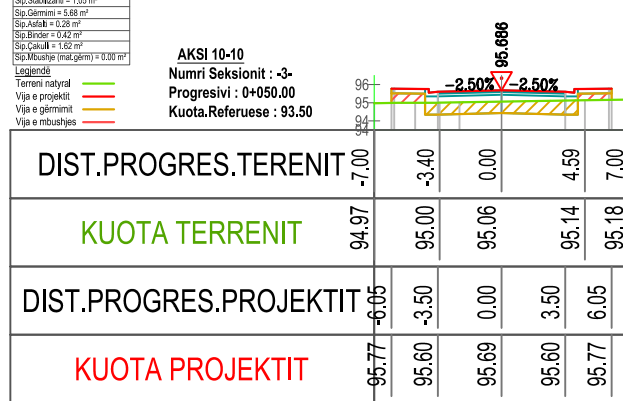 Sip.Stabilizanti = 1.05 m²
Sip.Gërmimi = 5.68 m²
Sip.Asfalt = 0.28 m²
Sip.Binder = 0.42 m²
Sip.Çakull = 1.62 m²
Sip.Mbushje (mat.gërm) = 0.00 m²
Legjendë
Terreni natyral
Vija e projektit
Vija e gërmimit
Vija e mbushjes
AKSI 10-10
Numri Seksionit : -3-
Progresivi : 0+050.00
Kuota.Referuese : 93.50
95.686
-2.50% -2.50%
96
95
94
DIST.PROGRES.TERENIT -7.00 -3.40 0.00 4.59 7.00
KUOTA TERRENIT 94.97 95.00 95.06 95.14 95.18
DIST.PROGRES.PROJEKTIT -6.05 -3.50 0.00 3.50 6.05
KUOTA PROJEKTIT 95.77 95.60 95.69 95.60 95.77